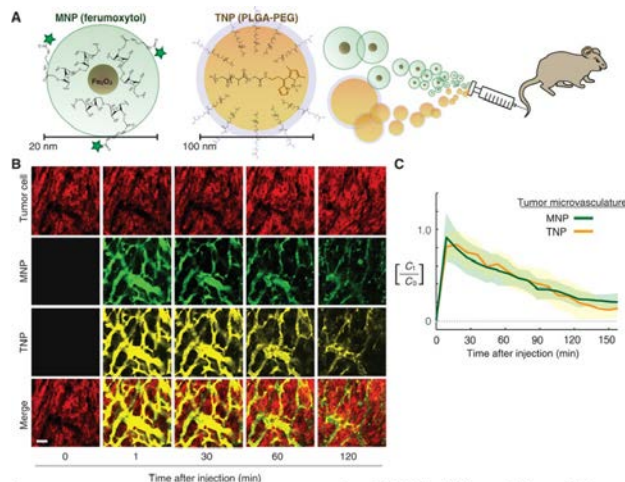 A
MNP (ferumoxytol)
TNP (PLGA-PEG)
Fe₃O₄
20 nm
100 nm
B
Tumor cell
MNP
TNP
Merge
0 1 30 60 120
Time after injection (min)
C
Tumor microvasculature
MNP
TNP
1.0
0
0 30 60 90 120 150
Time after injection (min)